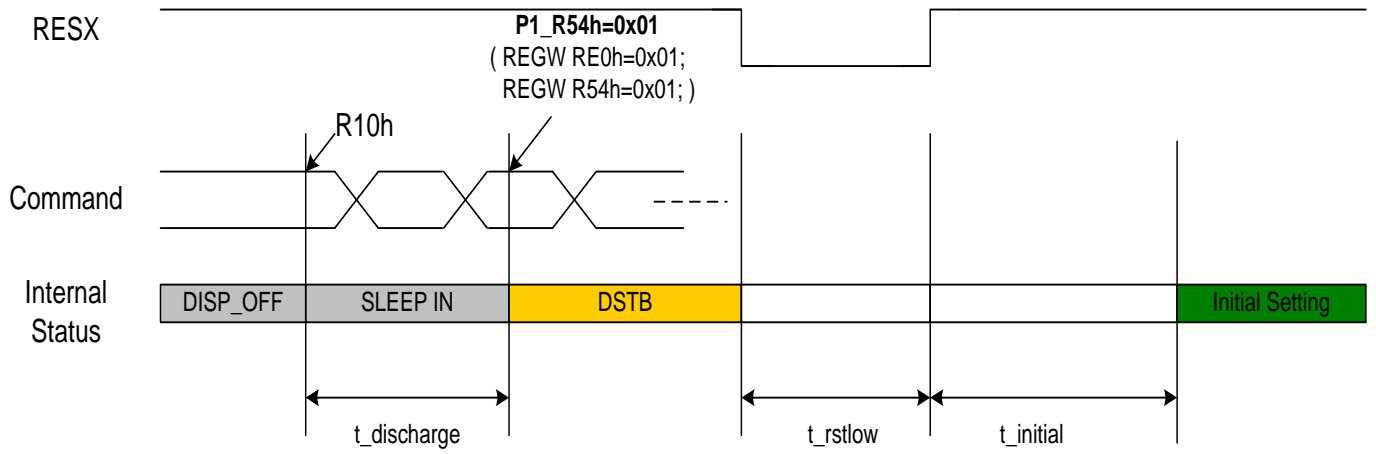 RESX
P1_R54h=0x01
( REGW RE0h=0x01;
REGW R54h=0x01; )
R10h
Command
Internal
Status
DISP_OFF
SLEEP IN
DSTB
Initial Setting
t_discharge
t_rstlow
t_initial